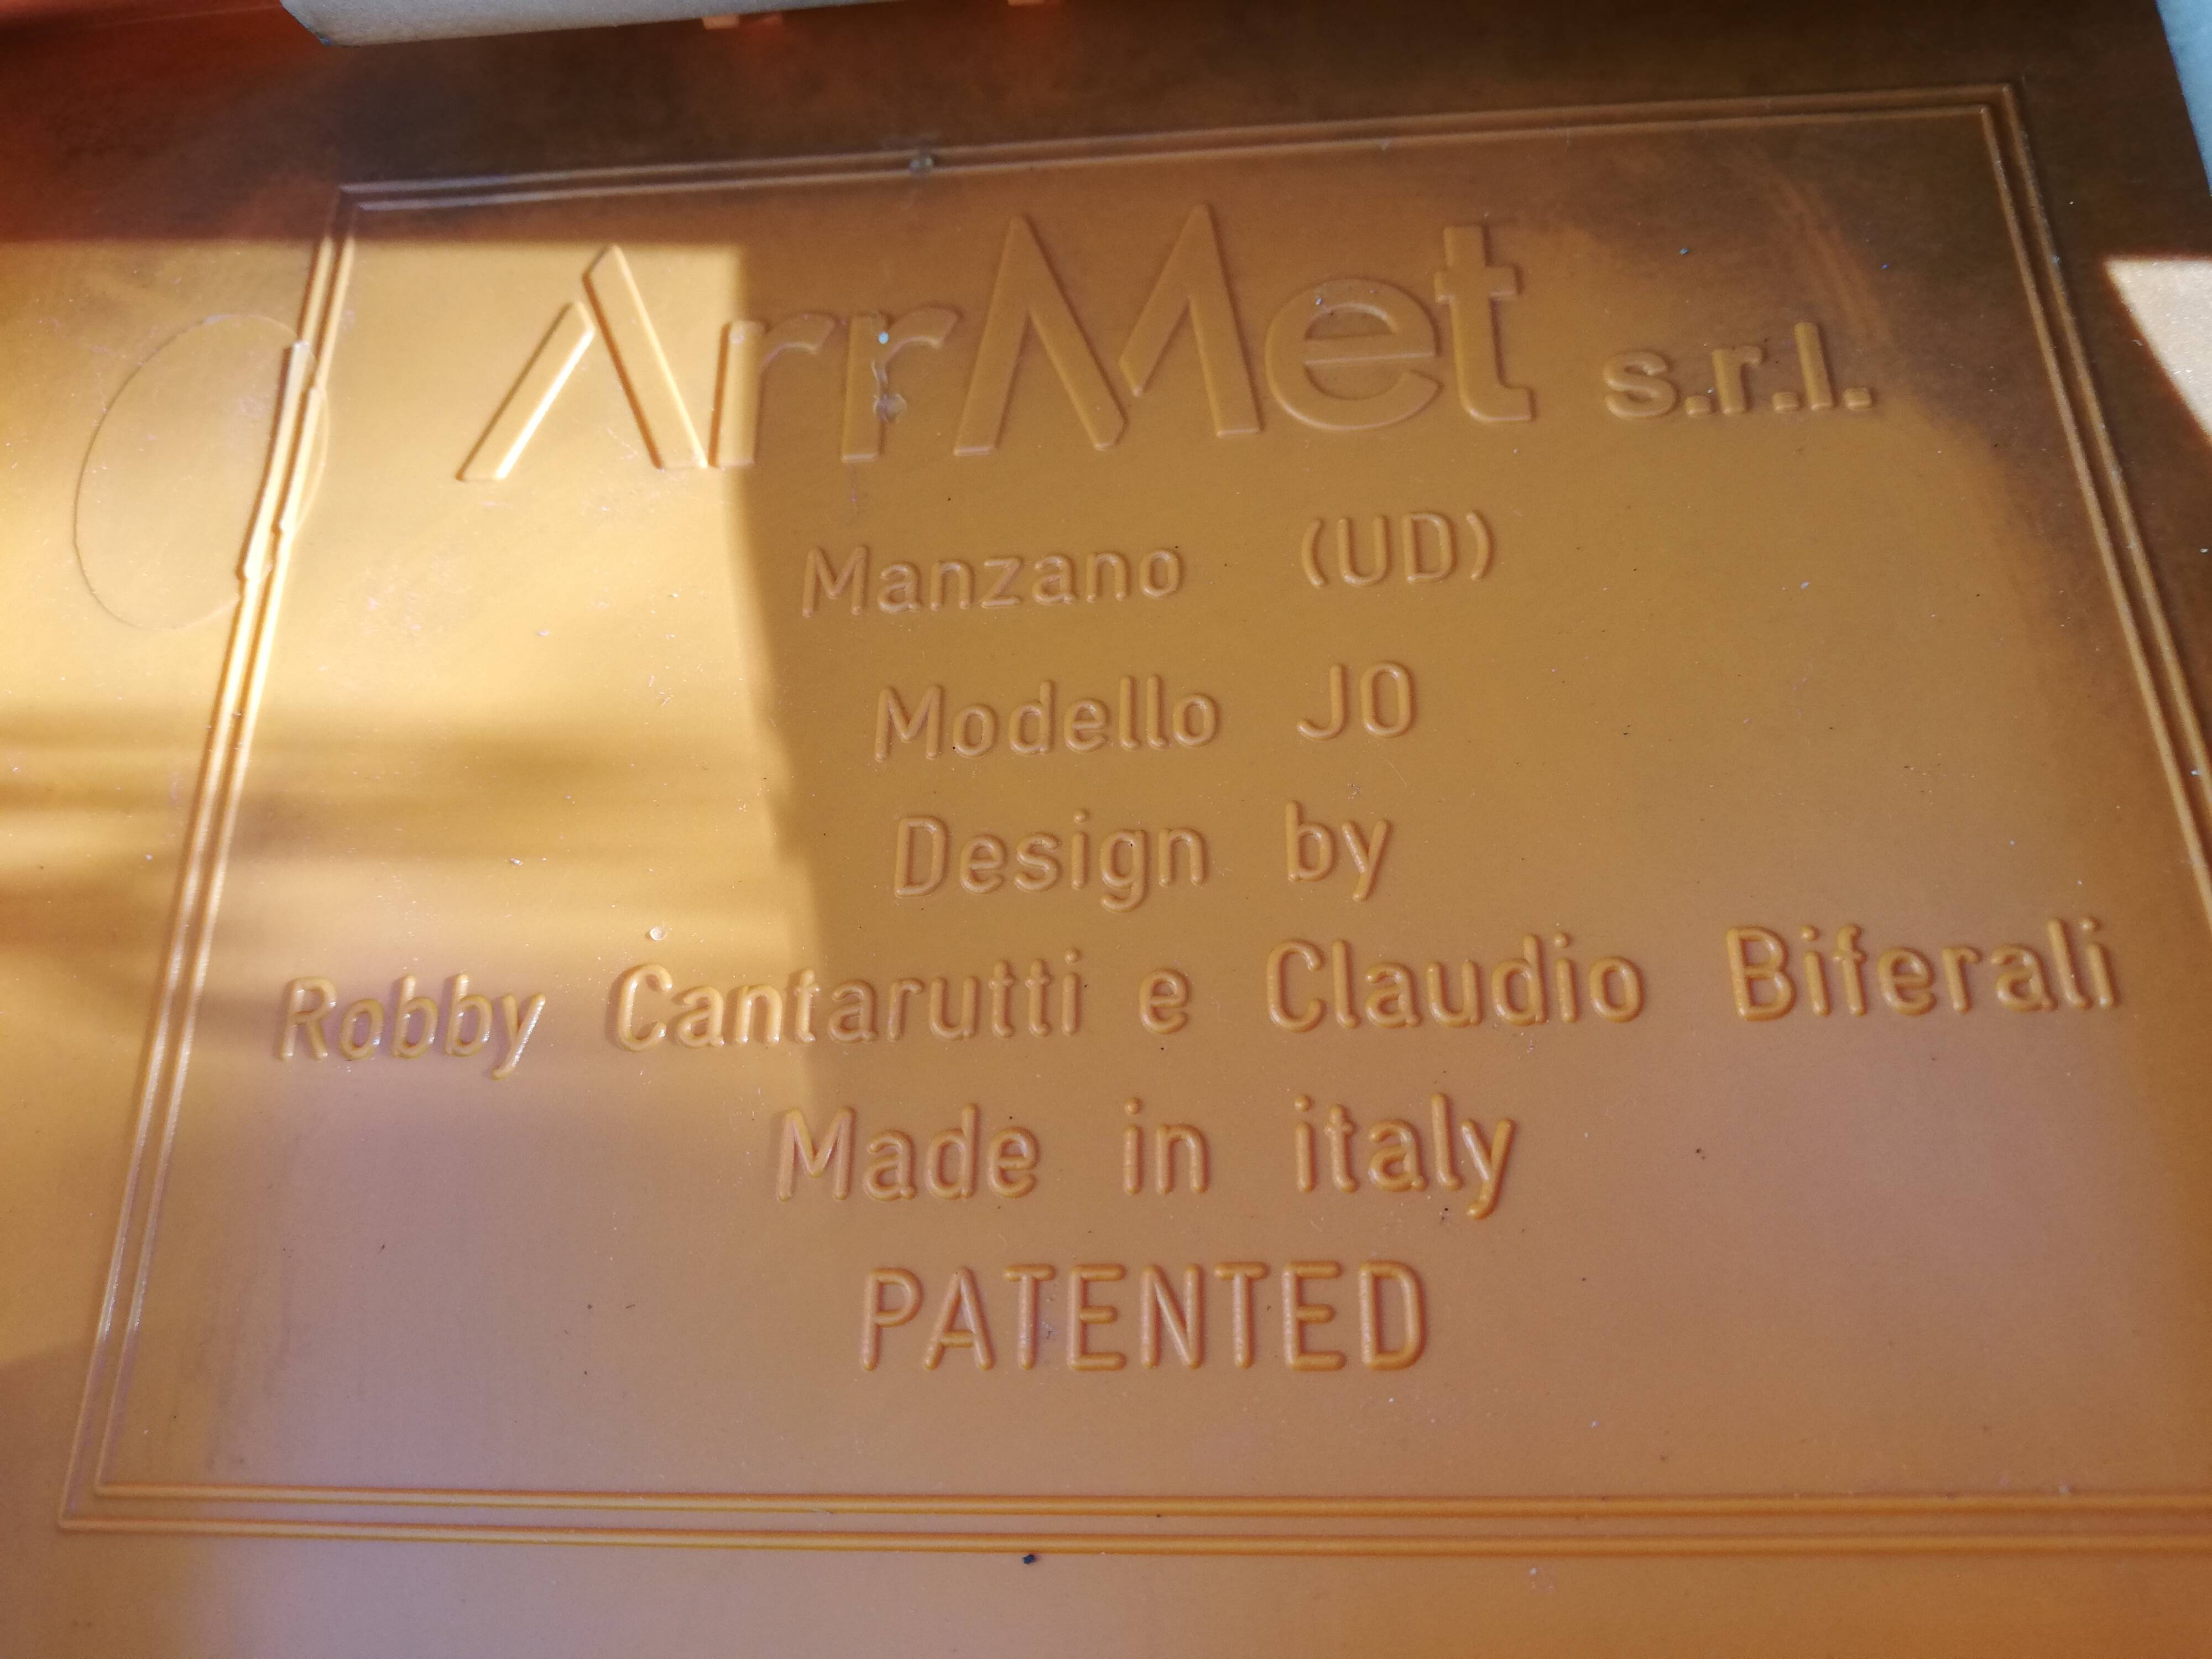 ArrMet s.r.l.
Manzano (UD)
Modello JO
Design by
Robby Cantarutti e Claudio Biferali
Made in italy
PATENTED